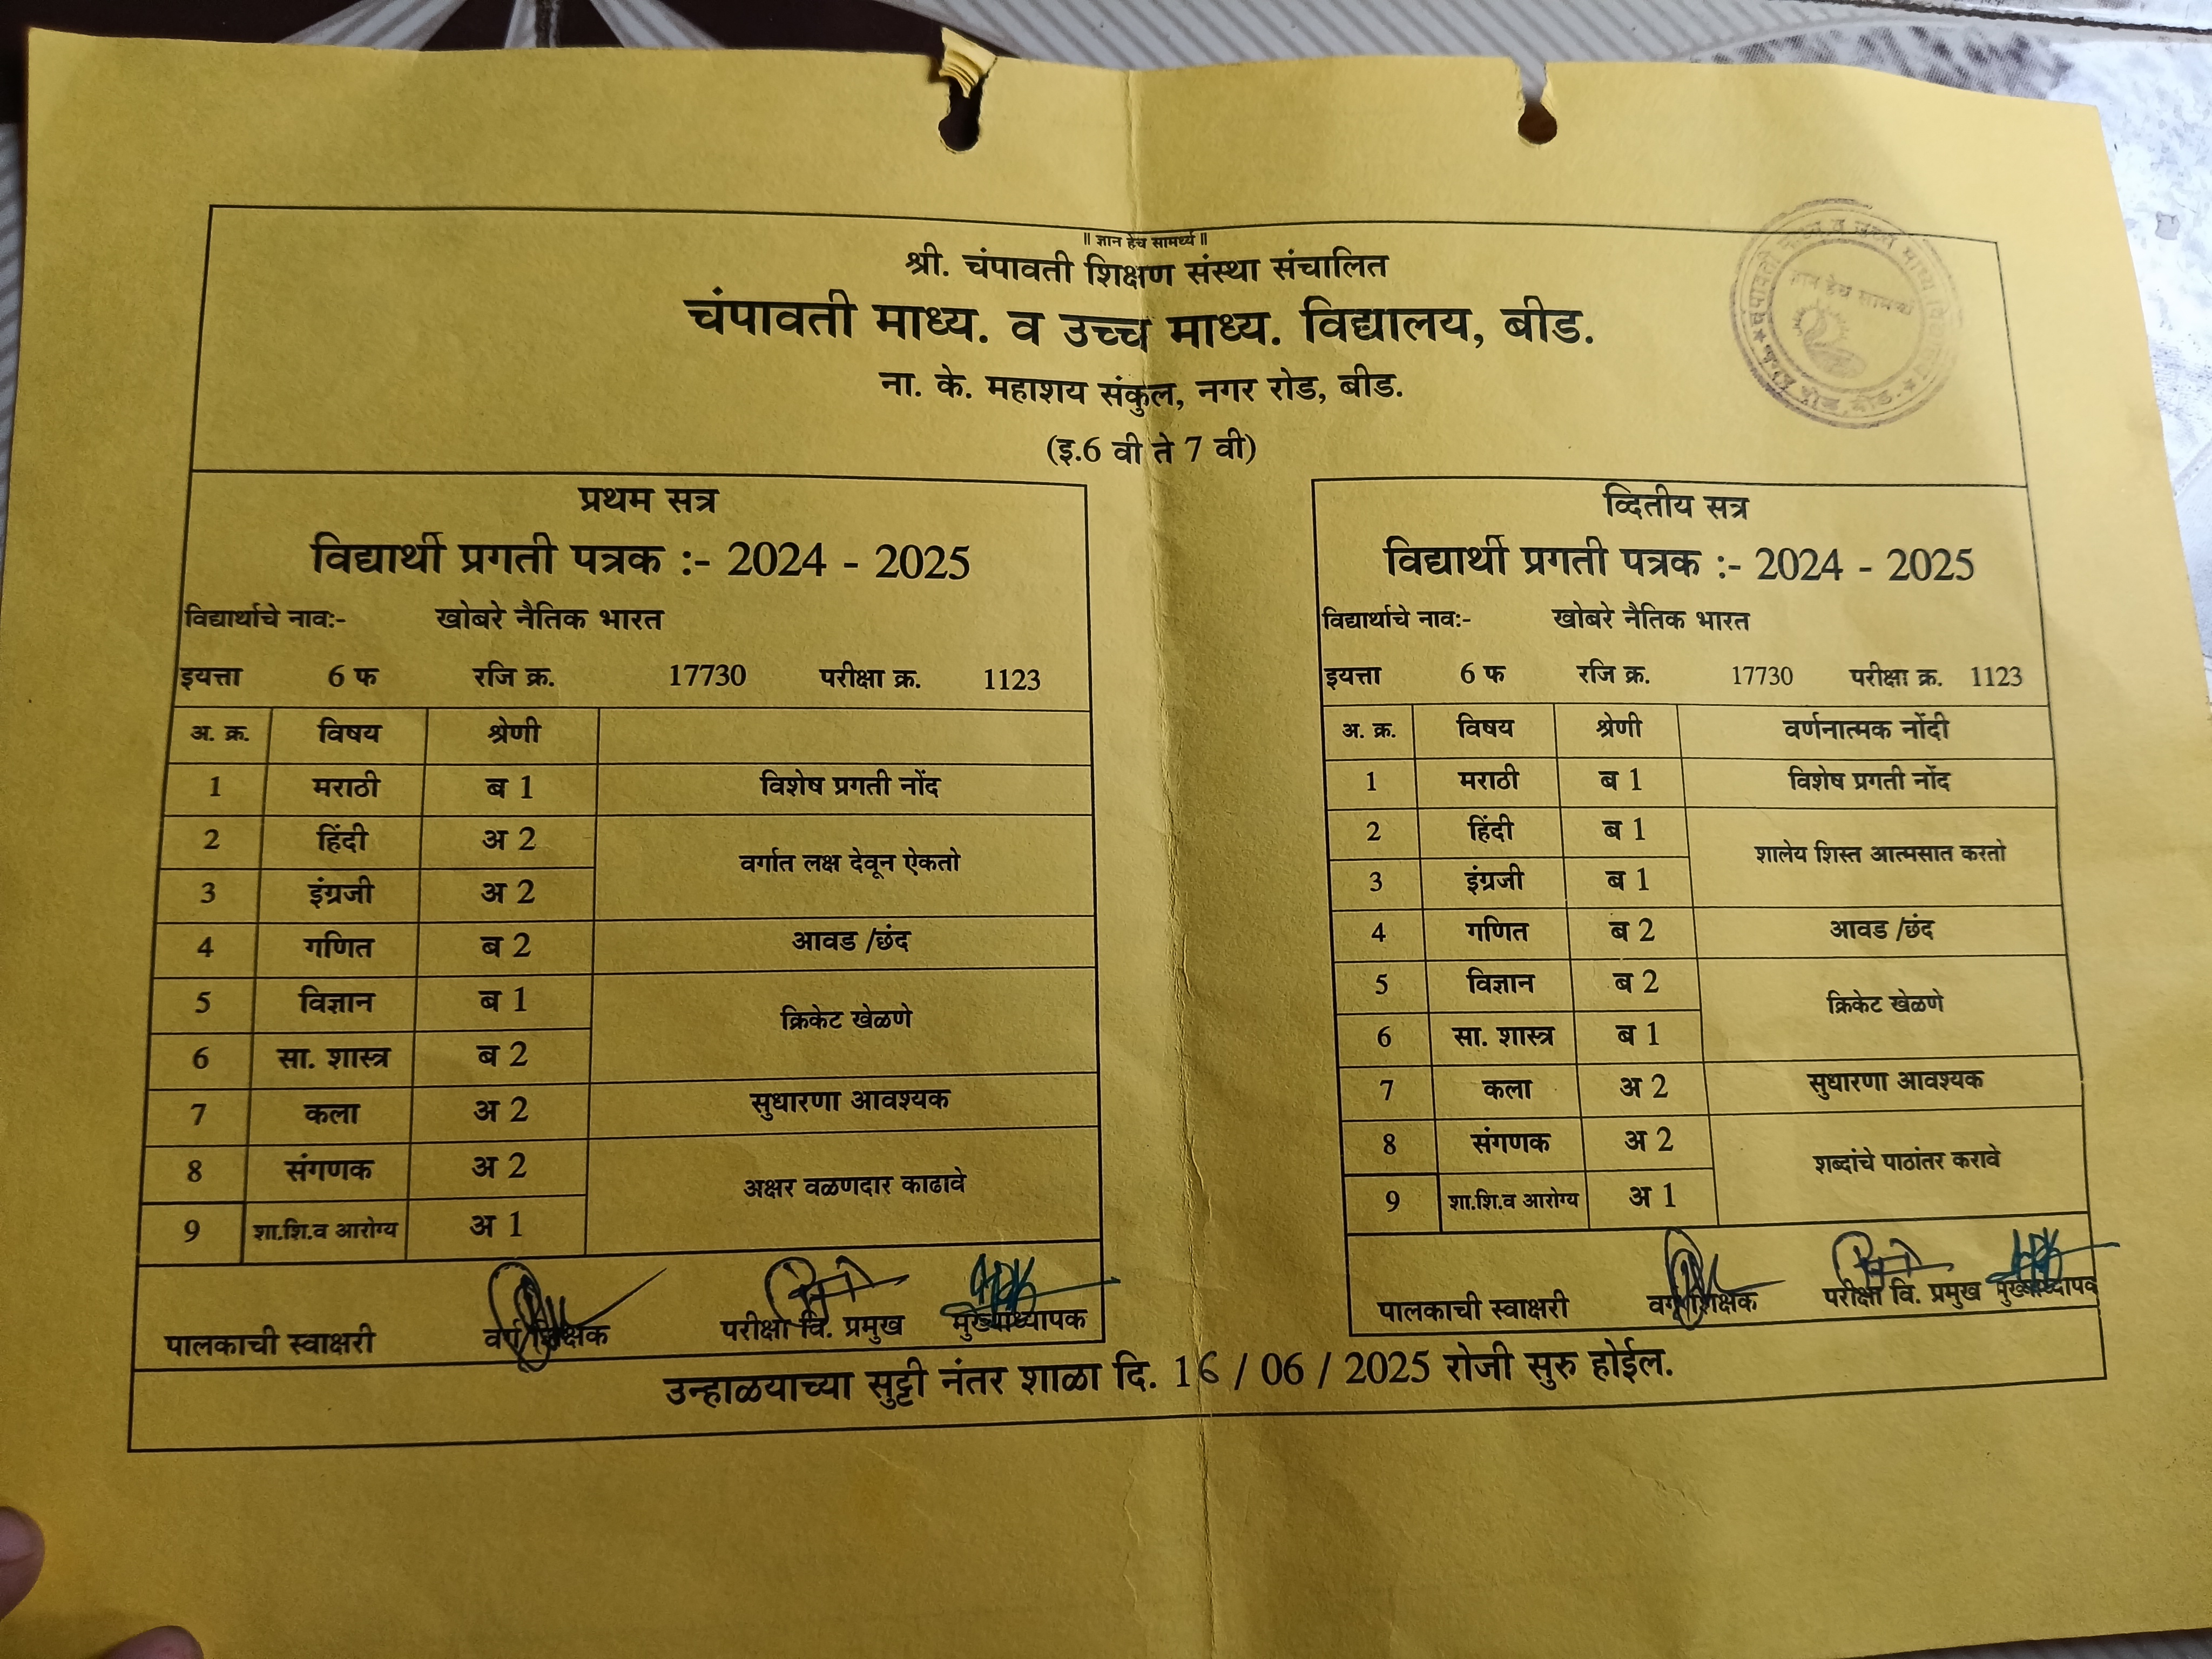 ॥ ज्ञान हेच सामर्थ्य ॥
श्री. चंपावती शिक्षण संस्था संचालित
चंपावती माध्य. व उच्च माध्य. विद्यालय, बीड.
ना. के. महाशय संकुल, नगर रोड, बीड.
(इ.6 वी ते 7 वी)
ज्ञान हेच सामर्थ्य
प्रथम सत्र
विद्यार्थी प्रगती पत्रक :- 2024 - 2025
विद्यार्थाचे नाव:- खोबरे नैतिक भारत
इयत्ता 6 फ रजि क्र. 17730 परीक्षा क्र. 1123
अ. क्र. विषय श्रेणी
1 मराठी ब 1 विशेष प्रगती नोंद
2 हिंदी अ 2
वर्गात लक्ष देवून ऐकतो
3 इंग्रजी अ 2
4 गणित ब 2 आवड /छंद
5 विज्ञान ब 1
क्रिकेट खेळणे
6 सा. शास्त्र ब 2
7 कला अ 2 सुधारणा आवश्यक
8 संगणक अ 2
अक्षर वळणदार काढावे
9 शा.शि.व आरोग्य अ 1
पालकाची स्वाक्षरी वर्ग शिक्षक परीक्षा वि. प्रमुख मुख्याध्यापक
व्दितीय सत्र
विद्यार्थी प्रगती पत्रक :- 2024 - 2025
विद्यार्थाचे नाव:- खोबरे नैतिक भारत
इयत्ता 6 फ रजि क्र. 17730 परीक्षा क्र. 1123
अ. क्र. विषय श्रेणी वर्णनात्मक नोंदी
1 मराठी ब 1 विशेष प्रगती नोंद
2 हिंदी ब 1
शालेय शिस्त आत्मसात करतो
3 इंग्रजी ब 1
4 गणित ब 2 आवड /छंद
5 विज्ञान ब 2
क्रिकेट खेळणे
6 सा. शास्त्र ब 1
7 कला अ 2 सुधारणा आवश्यक
8 संगणक अ 2
शब्दांचे पाठांतर करावे
9 शा.शि.व आरोग्य अ 1
पालकाची स्वाक्षरी वर्ग शिक्षक परीक्षा वि. प्रमुख मुख्याध्यापक
उन्हाळयाच्या सुट्टी नंतर शाळा दि. 16 / 06 / 2025 रोजी सुरु होईल.